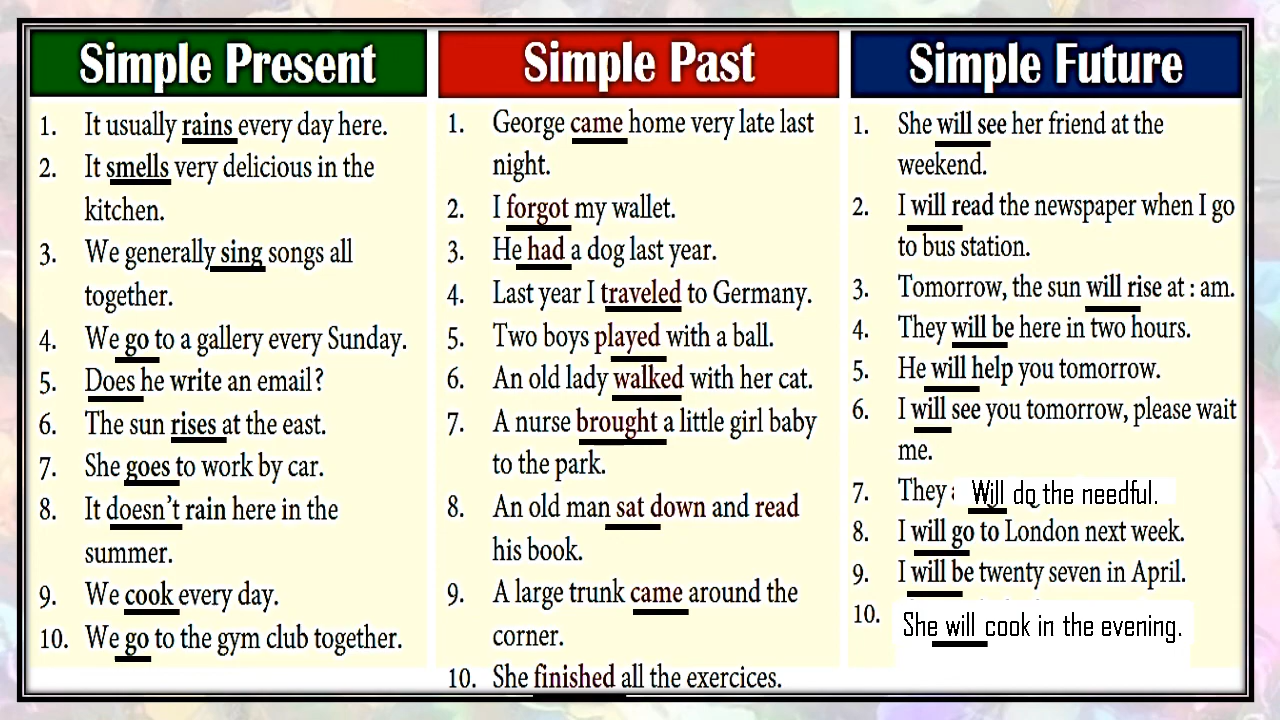 Simple Present
1. It usually rains every day here.
2. It smells very delicious in the
kitchen.
3. We generally sing songs all
together.
4. We go to a gallery every Sunday.
5. Does he write an email?
6. The sun rises at the east.
7. She goes to work by car.
8. It doesn't rain here in the
summer.
9. We cook every day.
10. We go to the gym club together.
Simple Past
1. George came home very late last
night.
2. I forgot my wallet.
3. He had a dog last year.
4. Last year I traveled to Germany.
5. Two boys played with a ball.
6. An old lady walked with her cat.
7. A nurse brought a little girl baby
to the park.
8. An old man sat down and read
his book.
9. A large trunk came around the
corner.
10. She finished all the exercices.
Simple Future
1. She will see her friend at the
weekend.
2. I will read the newspaper when I go
to bus station.
3. Tomorrow, the sun will rise at : am.
4. They will be here in two hours.
5. He will help you tomorrow.
6. I will see you tomorrow, please wait
me.
7. They Will do the needful.
8. I will go to London next week.
9. I will be twenty seven in April.
10. She will cook in the evening.